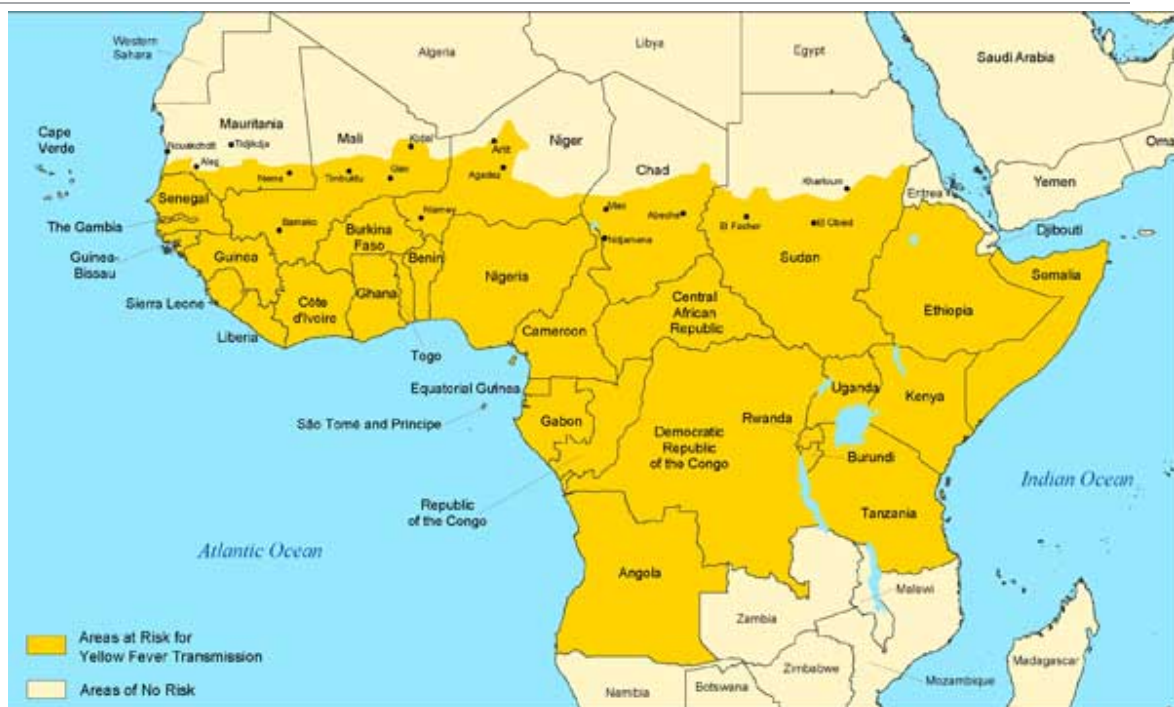 Western
Sahara
Algeria
Libya
Egypt
Saudi Arabia
Cape
Verde
Mauritania
Nouakchott
Tidjikdja
Aleg
Nema
Mali
Kidal
Timbuktu
Gao
Niger
Arlit
Agadez
Chad
Khartoum
Eritrea
Yemen
Oma
Senegal
The Gambia
Guinea-
Bissau
Bamako
Burkina
Faso
Niamey
Mao
Abeche
Ndjamena
El Fasher
El Obeid
Djibouti
Guinea
Benin
Nigeria
Sudan
Somalia
Sierra Leone
Côte
d'Ivoire
Ghana
Central
African
Republic
Ethiopia
Liberia
Cameroon
Togo
Equatorial Guinea
Uganda
Kenya
São Tomé and Principe
Gabon
Rwanda
Democratic
Republic
of the Congo
Burundi
Indian Ocean
Republic
of the Congo
Tanzania
Atlantic Ocean
Angola
Malawi
Zambia
Areas at Risk for
Yellow Fever Transmission
Areas of No Risk
Zimbabwe
Madagascar
Namibia
Botswana
Mozambique